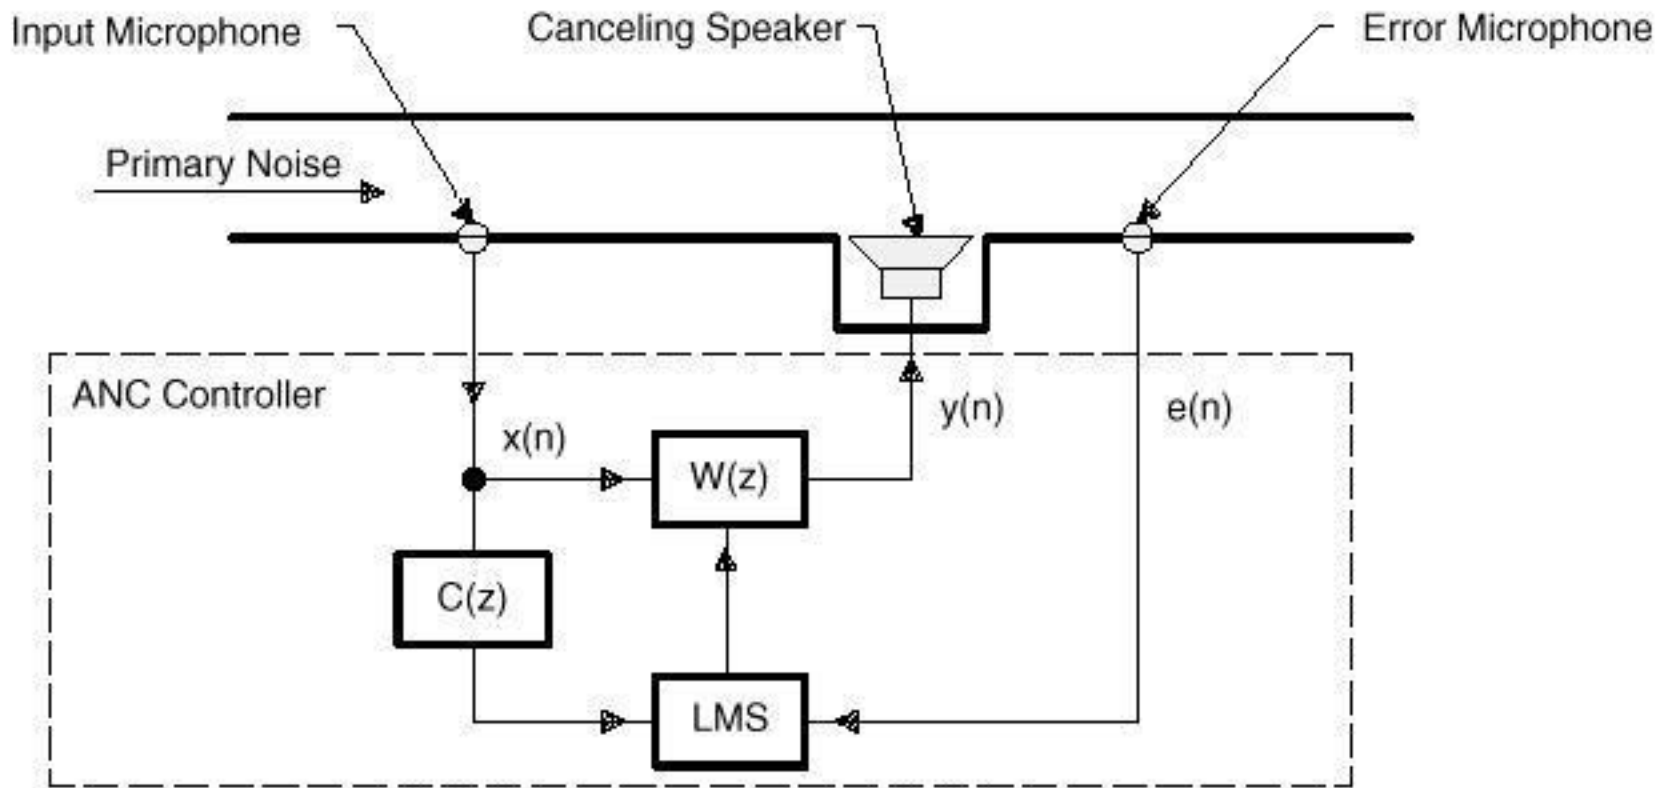 Input Microphone
Canceling Speaker
Error Microphone
Primary Noise
ANC Controller
x(n)
y(n)
e(n)
W(z)
C(z)
LMS